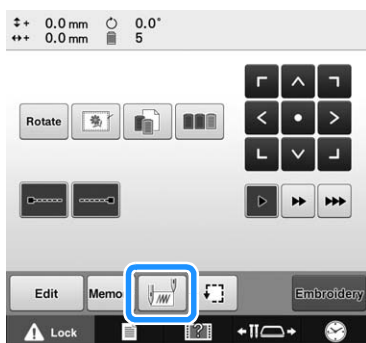 0.0 mm 0.0°
0.0 mm 5
Rotate
Edit Memo Embroidery
Lock